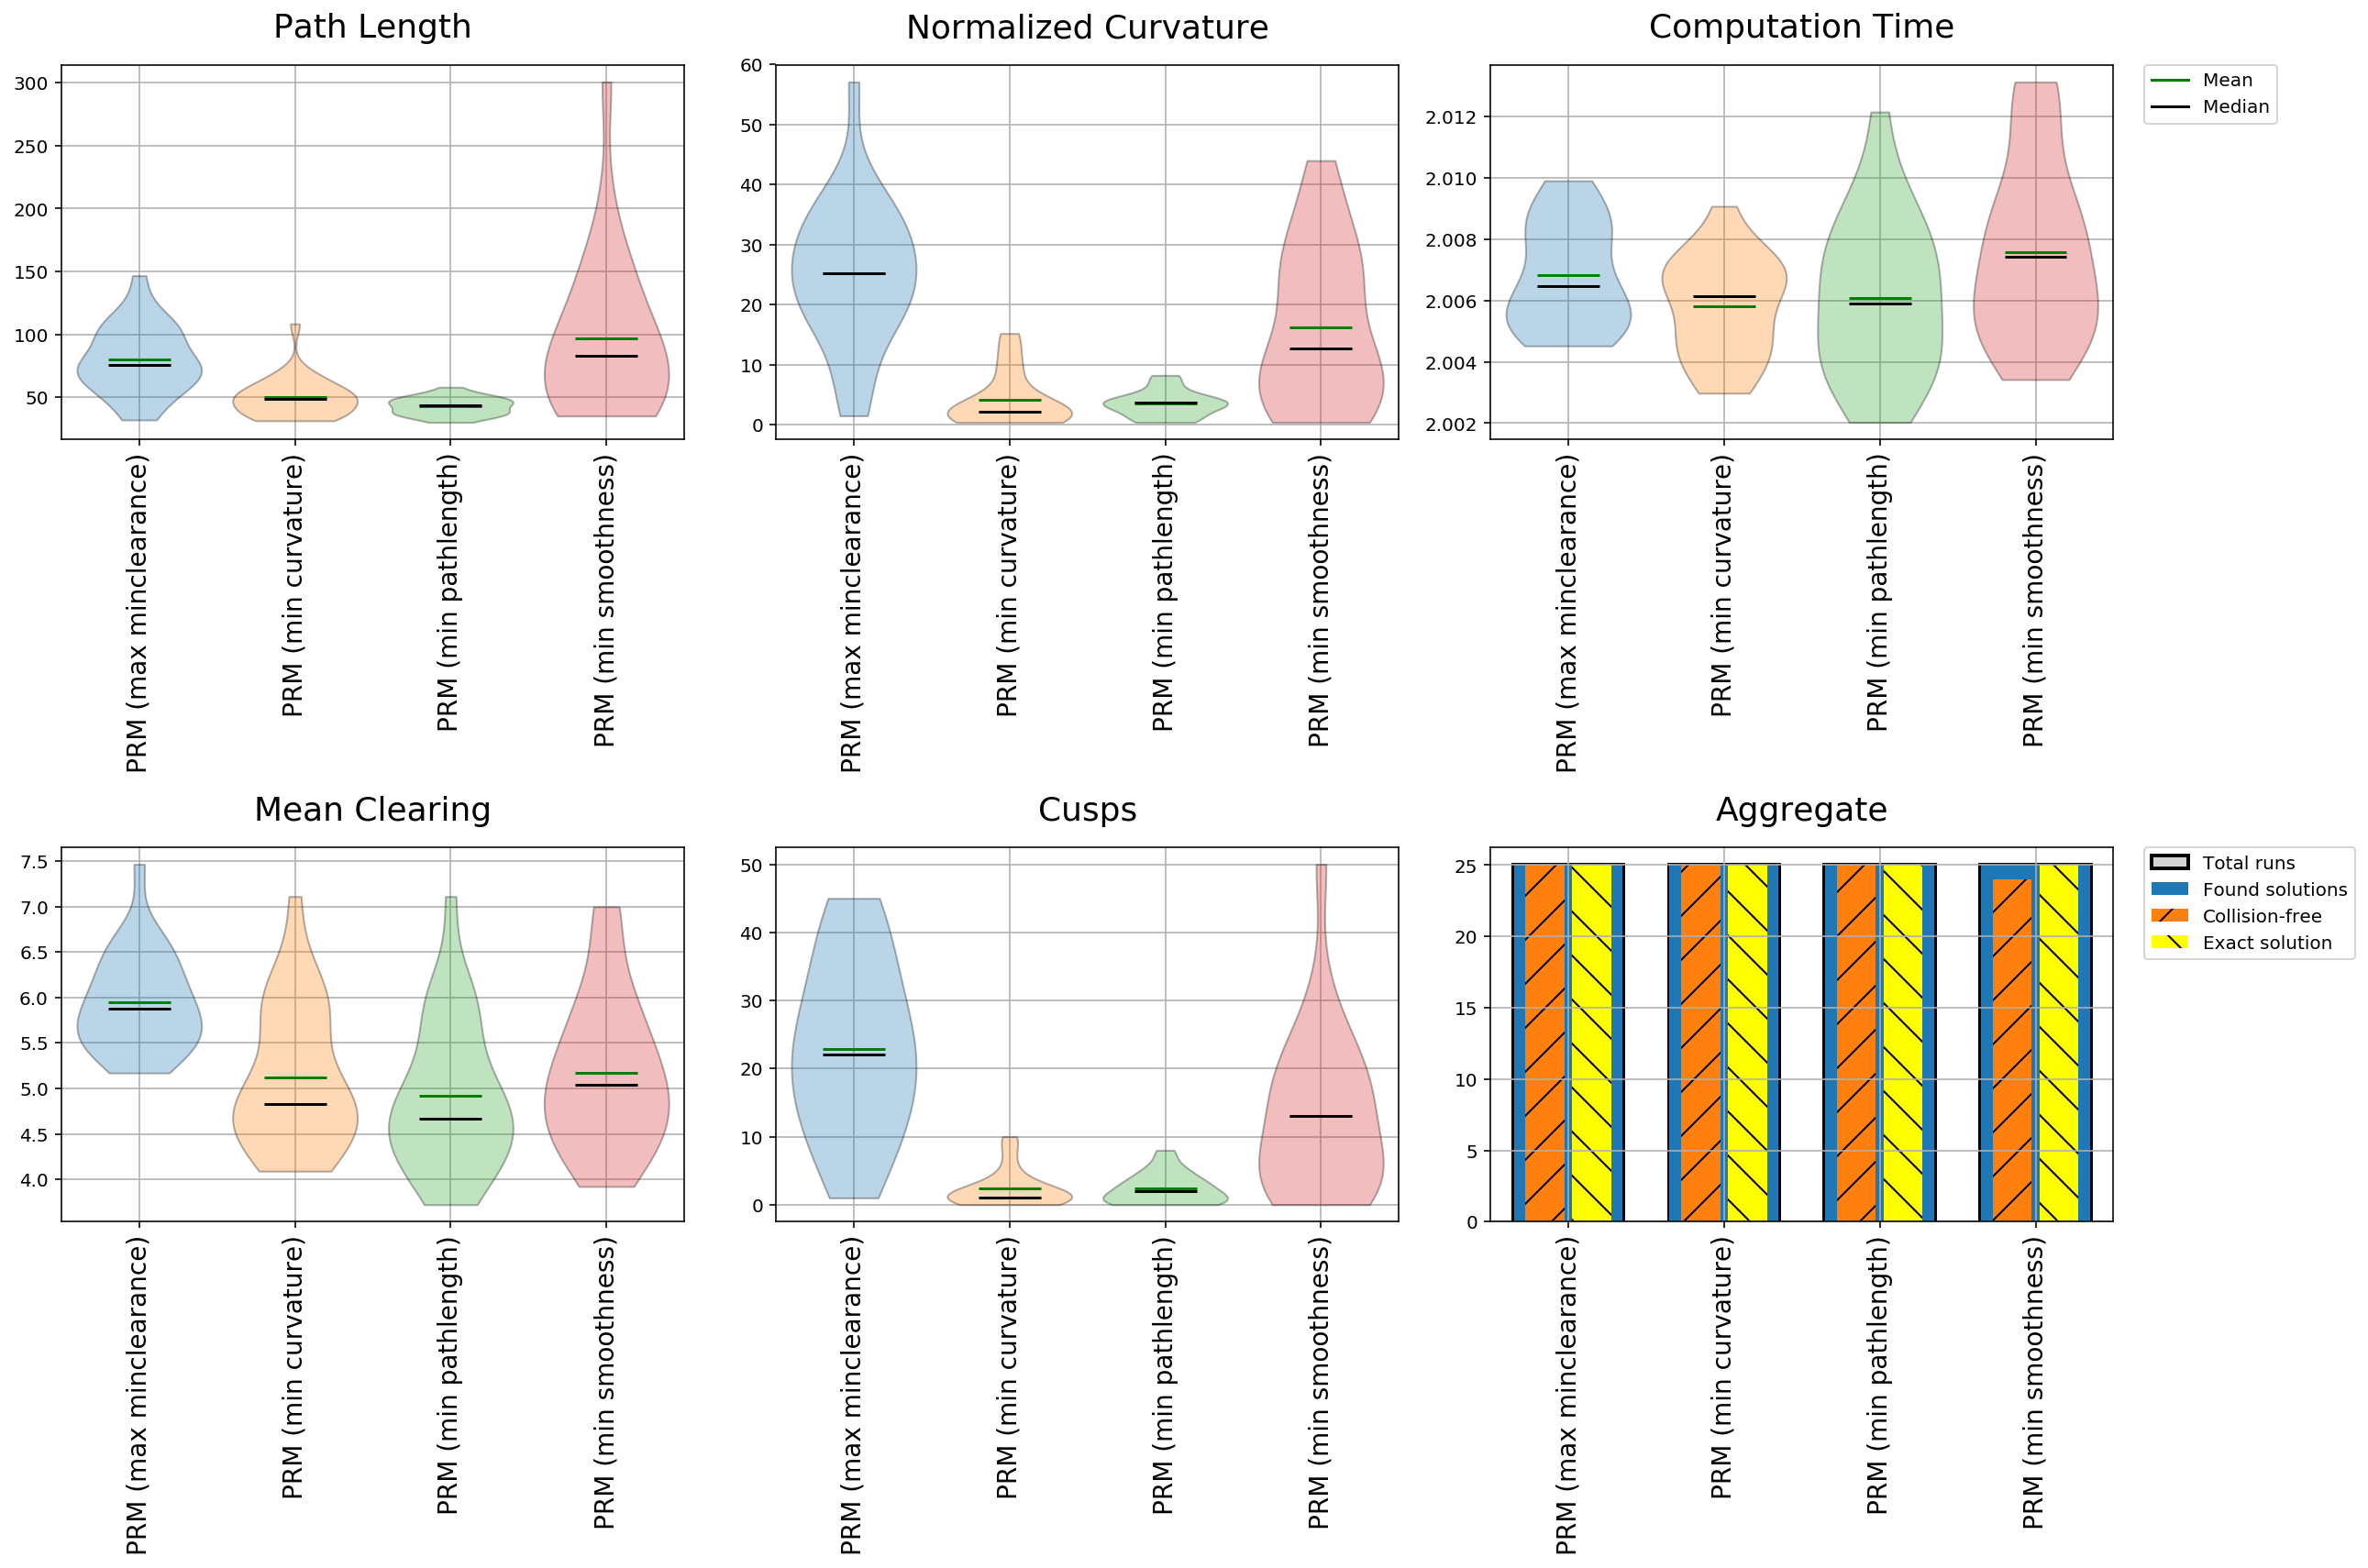 Path Length
300
250
200
150
100
50
PRM (max minclearance)
PRM (min curvature)
PRM (min pathlength)
PRM (min smoothness)
Normalized Curvature
60
50
40
30
20
10
0
PRM (max minclearance)
PRM (min curvature)
PRM (min pathlength)
PRM (min smoothness)
Computation Time
2.012
2.010
2.008
2.006
2.004
2.002
PRM (max minclearance)
PRM (min curvature)
PRM (min pathlength)
PRM (min smoothness)
Mean
Median
Mean Clearing
7.5
7.0
6.5
6.0
5.5
5.0
4.5
4.0
PRM (max minclearance)
PRM (min curvature)
PRM (min pathlength)
PRM (min smoothness)
Cusps
50
40
30
20
10
0
PRM (max minclearance)
PRM (min curvature)
PRM (min pathlength)
PRM (min smoothness)
Aggregate
25
20
15
10
5
0
PRM (max minclearance)
PRM (min curvature)
PRM (min pathlength)
PRM (min smoothness)
Total runs
Found solutions
Collision-free
Exact solution